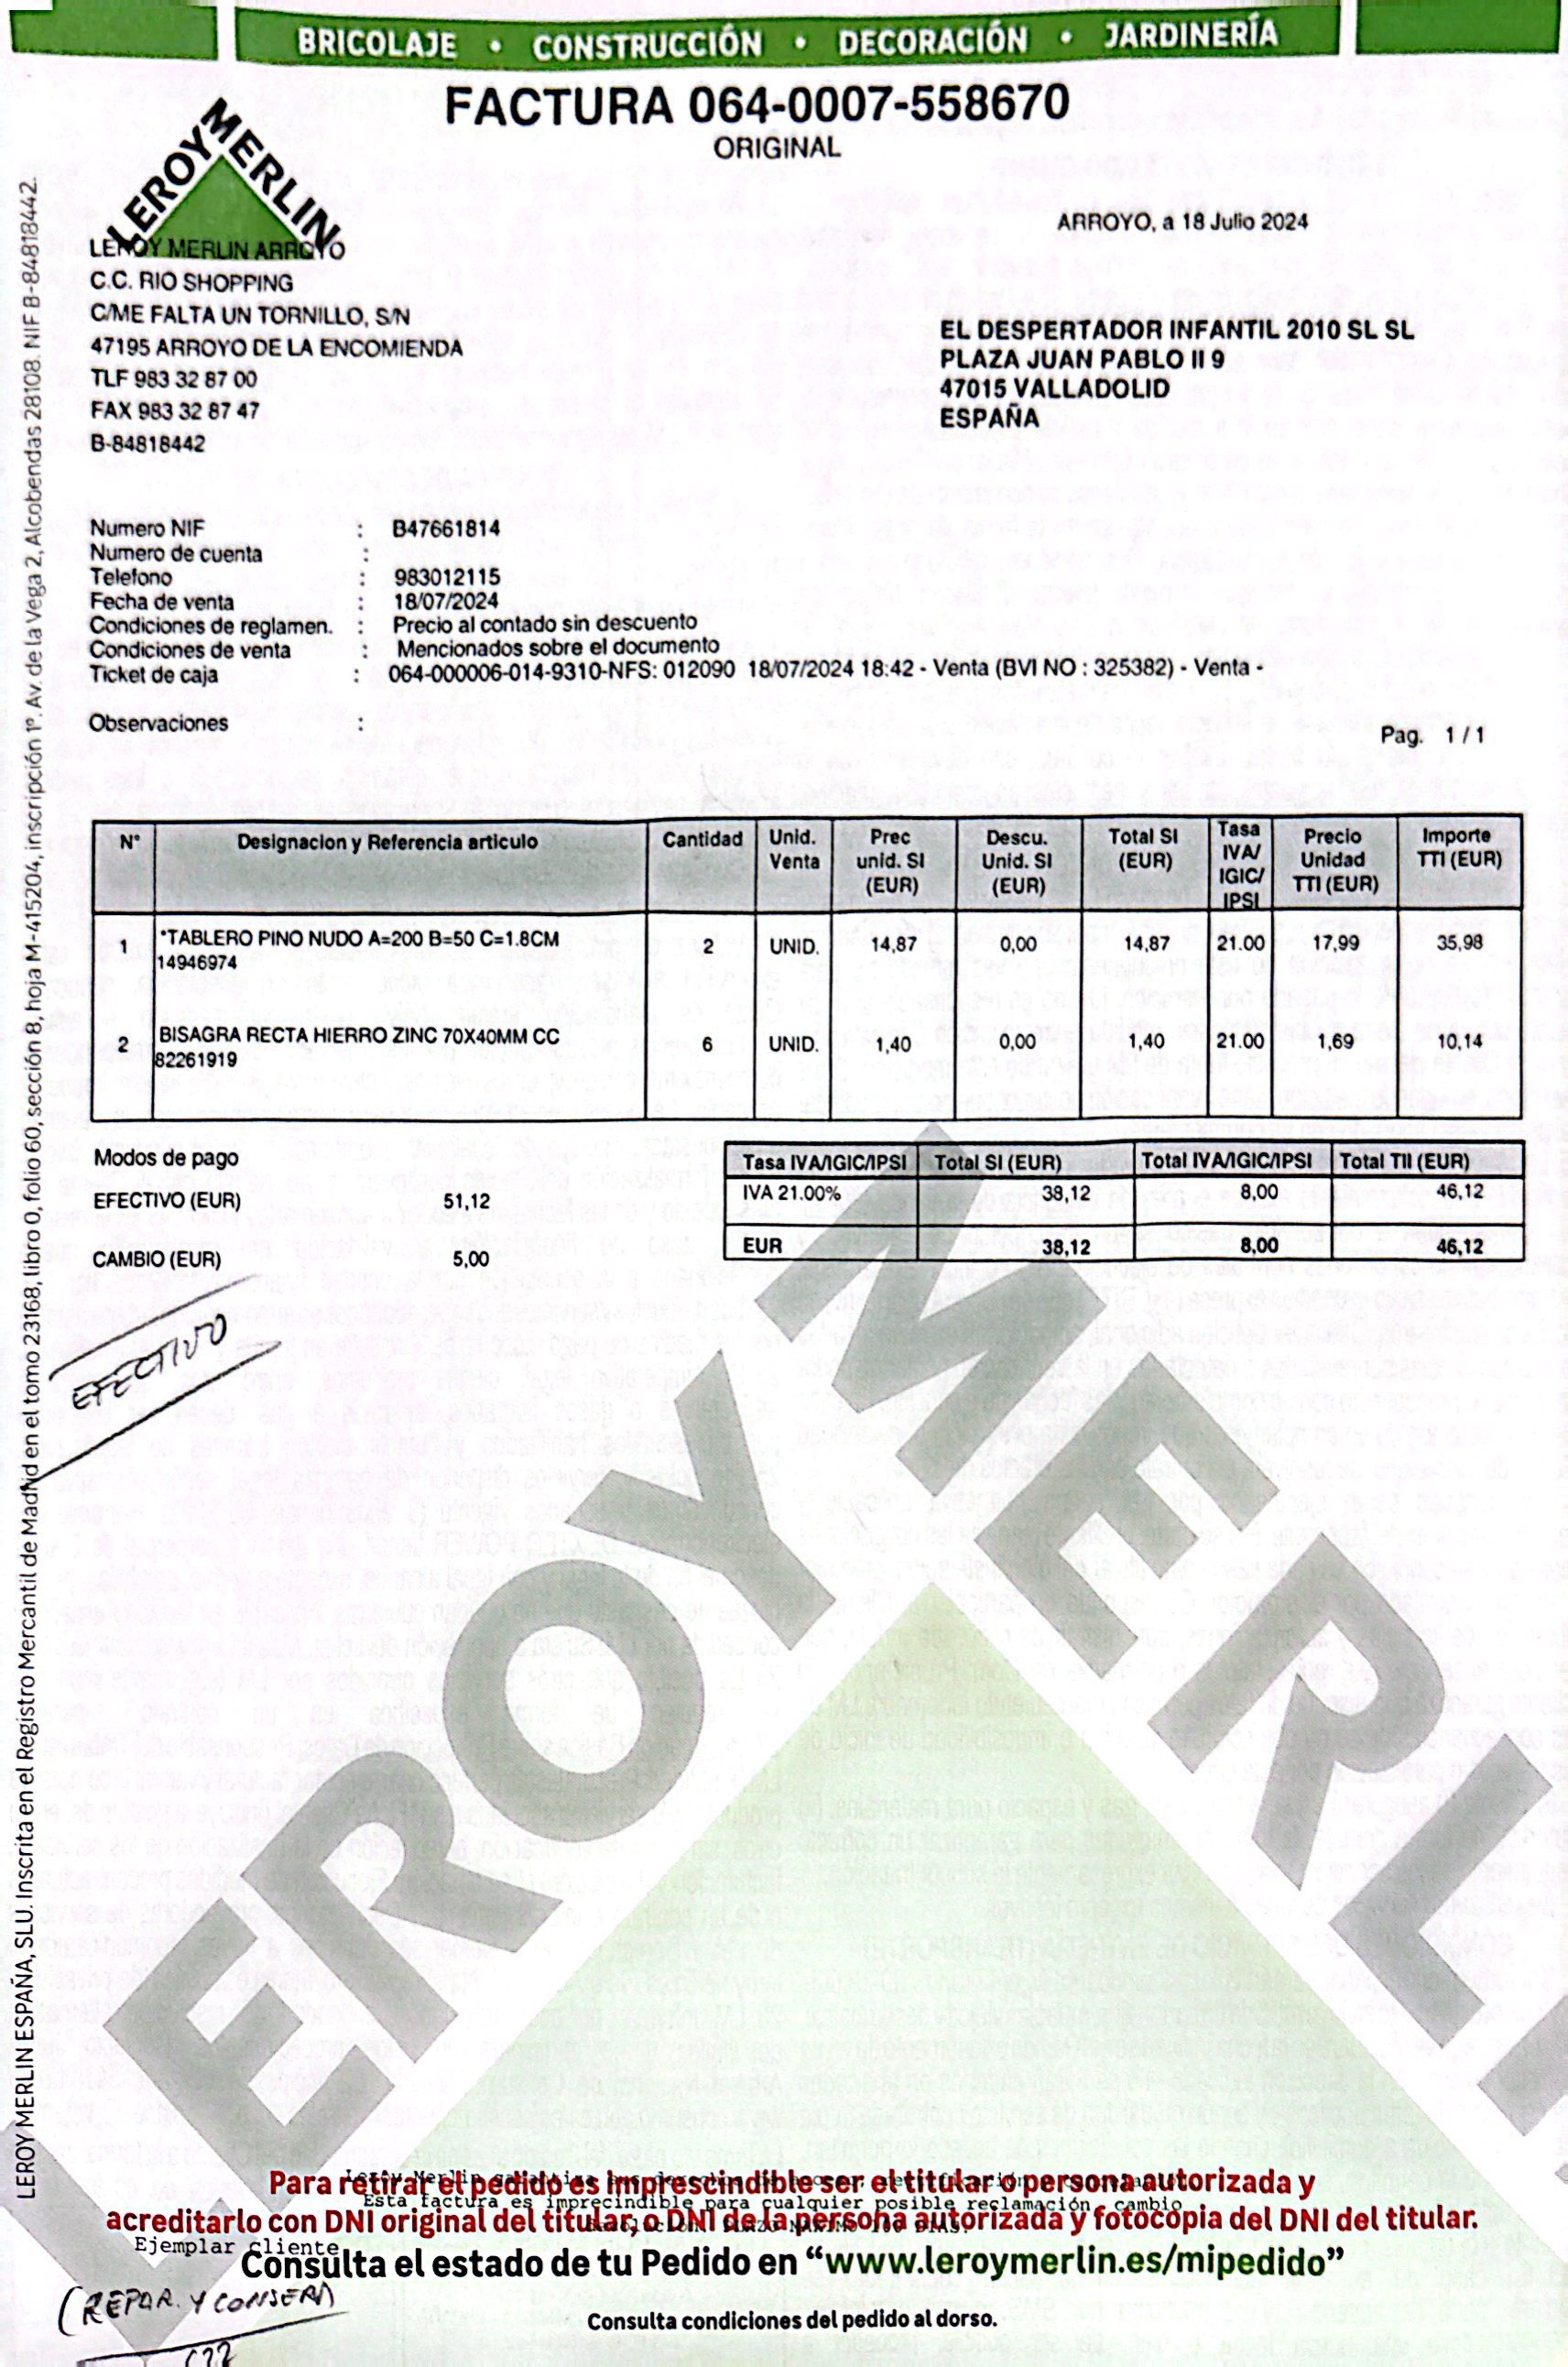 BRICOLAJE • CONSTRUCCIÓN • DECORACIÓN • JARDINERÍA
FACTURA 064-0007-558670
ORIGINAL
LEROY MERLIN
ARROYO, a 18 Julio 2024
LEROY MERLIN ARROYO
C.C. RIO SHOPPING
C/ME FALTA UN TORNILLO, S/N
47195 ARROYO DE LA ENCOMIENDA
TLF 983 32 87 00
FAX 983 32 87 47
B-84818442
EL DESPERTADOR INFANTIL 2010 SL SL
PLAZA JUAN PABLO II 9
47015 VALLADOLID
ESPAÑA
Numero NIF : B47661814
Numero de cuenta :
Telefono : 983012115
Fecha de venta : 18/07/2024
Condiciones de reglamen. : Precio al contado sin descuento
Condiciones de venta : Mencionados sobre el documento
Ticket de caja : 064-000006-014-9310-NFS: 012090 18/07/2024 18:42 - Venta (BVI NO : 325382) - Venta -
Observaciones :
Pag. 1 / 1
N° Designacion y Referencia articulo Cantidad Unid. Venta Prec unid. SI (EUR) Descu. Unid. SI (EUR) Total SI (EUR) Tasa IVA/ IGIC/ IPSI Precio Unidad TTI (EUR) Importe TTI (EUR)
1 *TABLERO PINO NUDO A=200 B=50 C=1.8CM 2 UNID. 14,87 0,00 14,87 21.00 17,99 35,98
14946974
2 BISAGRA RECTA HIERRO ZINC 70X40MM CC 6 UNID. 1,40 0,00 1,40 21.00 1,69 10,14
82261919
Modos de pago
EFECTIVO (EUR) 51,12
CAMBIO (EUR) 5,00
Tasa IVA/IGIC/IPSI Total SI (EUR) Total IVA/IGIC/IPSI Total TII (EUR)
IVA 21.00% 38,12 8,00 46,12
EUR 38,12 8,00 46,12
EFECTIVO
LEROY MERLIN ESPAÑA, SLU. Inscrita en el Registro Mercantil de Madrid en el tomo 23168, libro 0, folio 60, sección 8, hoja M-415204, inscripción 1ª. Av. de la Vega 2, Alcobendas 28108. NIF B-84818442.
LEROY MERLIN
Para retirar el pedido es imprescindible ser el titular o persona autorizada y
Esta factura es imprecindible para cualquier posible reclamación, cambio
acreditarlo con DNI original del titular, o DNI de la persona autorizada y fotocopia del DNI del titular.
Ejemplar cliente
Consulta el estado de tu Pedido en “www.leroymerlin.es/mipedido”
(REPAR. Y CONSERV)
Consulta condiciones del pedido al dorso.